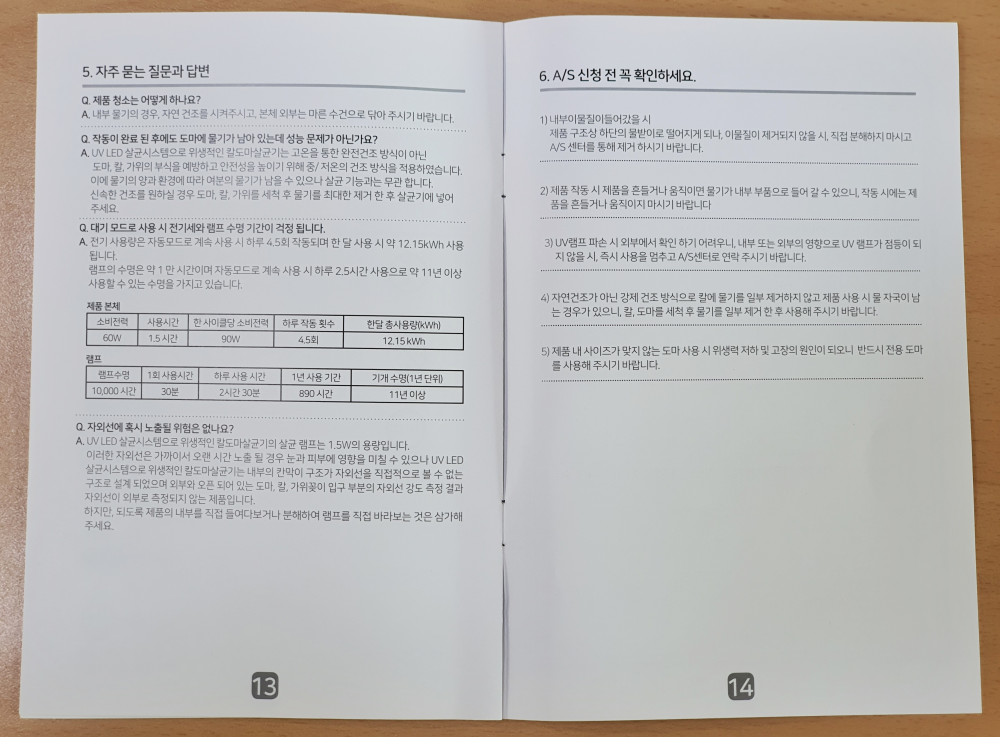 5. 자주 묻는 질문과 답변
Q. 제품 청소는 어떻게 하나요?
A. 내부 물기의 경우, 자연 건조를 시켜주시고, 본체 외부는 마른 수건으로 닦아 주시기 바랍니다.
Q. 작동이 완료 된 후에도 도마에 물기가 남아 있는데 성능 문제가 아닌가요?
A. UV LED 살균시스템으로 위생적인 칼도마살균기는 고온을 통한 완전건조 방식이 아닌
도마, 칼, 가위의 부식을 예방하고 안전성을 높이기 위해 중/ 저온의 건조 방식을 적용하였습니다.
이에 물기의 양과 환경에 따라 여분의 물기가 남을 수 있으나 살균 기능과는 무관 합니다.
신속한 건조를 원하실 경우 도마, 칼, 가위를 세척 후 물기를 최대한 제거 한 후 살균기에 넣어
주세요.
Q. 대기 모드로 사용 시 전기세와 램프 수명 기간이 걱정 됩니다.
A. 전기 사용량은 자동모드로 계속 사용 시 하루 4.5회 작동되며 한 달 사용 시 약 12.15kWh 사용
됩니다.
램프의 수명은 약 1 만 시간이며 자동모드로 계속 사용 시 하루 2.5시간 사용으로 약 11년 이상
사용할 수 있는 수명을 가지고 있습니다.
제품 본체
소비전력 사용시간 한 사이클당 소비전력 하루 작동 횟수 한달 총사용량(kWh)
60W 1.5 시간 90W 4.5회 12.15 kWh
램프
램프수명 1회 사용시간 하루 사용 시간 1년 사용 기간 기개 수명(1년 단위)
10,000 시간 30분 2시간 30분 890 시간 11년 이상
Q. 자외선에 혹시 노출될 위험은 없나요?
A. UV LED 살균시스템으로 위생적인 칼도마살균기의 살균 램프는 1.5W의 용량입니다.
이러한 자외선은 가까이서 오랜 시간 노출 될 경우 눈과 피부에 영향을 미칠 수 있으나 UV LED
살균시스템으로 위생적인 칼도마살균기는 내부의 칸막이 구조가 자외선을 직접적으로 볼 수 없는
구조로 설계 되었으며 외부와 오픈 되어 있는 도마, 칼, 가위꽂이 입구 부분의 자외선 강도 측정 결과
자외선이 외부로 측정되지 않는 제품입니다.
하지만, 되도록 제품의 내부를 직접 들여다보거나 분해하여 램프를 직접 바라보는 것은 삼가해
주세요.
13
6. A/S 신청 전 꼭 확인하세요.
1) 내부이물질이들어갔을 시
제품 구조상 하단의 물받이로 떨어지게 되나, 이물질이 제거되지 않을 시, 직접 분해하지 마시고
A/S 센터를 통해 제거 하시기 바랍니다.
2) 제품 작동 시 제품을 흔들거나 움직이면 물기가 내부 부품으로 들어 갈 수 있으니, 작동 시에는 제
품을 흔들거나 움직이지 마시기 바랍니다
3) UV램프 파손 시 외부에서 확인 하기 어려우니, 내부 또는 외부의 영향으로 UV 램프가 점등이 되
지 않을 시, 즉시 사용을 멈추고 A/S센터로 연락 주시기 바랍니다.
4) 자연건조가 아닌 강제 건조 방식으로 칼에 물기를 일부 제거하지 않고 제품 사용 시 물 자국이 남
는 경우가 있으니, 칼, 도마를 세척 후 물기를 일부 제거 한 후 사용해 주시기 바랍니다.
5) 제품 내 사이즈가 맞지 않는 도마 사용 시 위생력 저하 및 고장의 원인이 되오니 반드시 전용 도마
를 사용해 주시기 바랍니다.
14